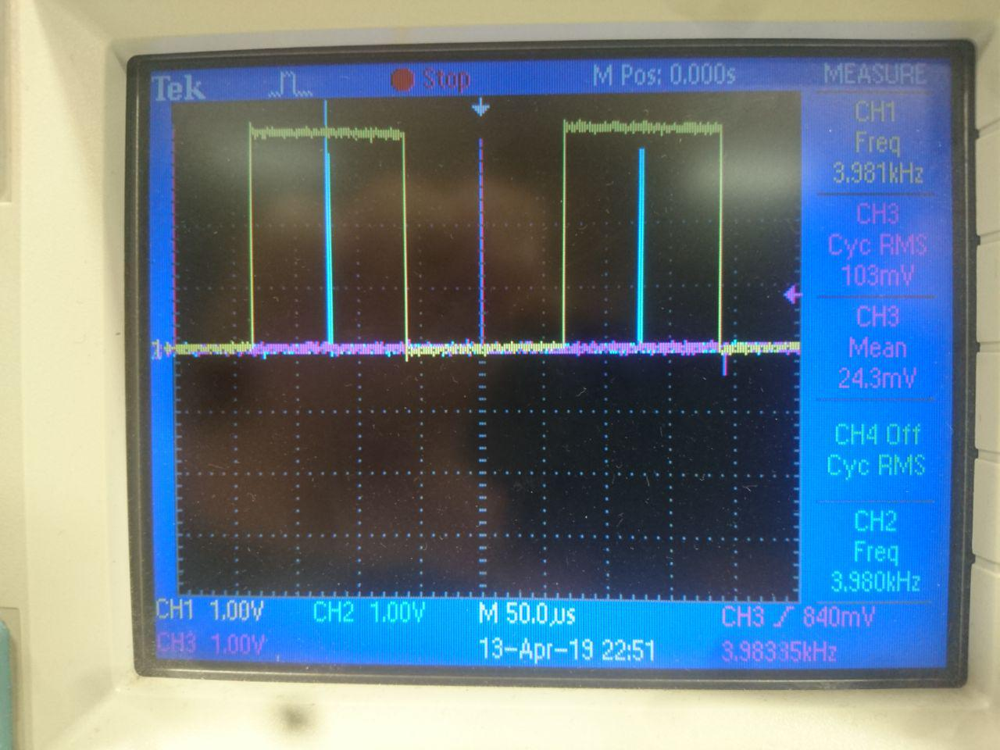 Tek Stop M Pos: 0.000s MEASURE
CH1
Freq
3.981kHz
CH3
Cyc RMS
103mV
CH3
Mean
24.3mV
CH4 Off
Cyc RMS
CH2
Freq
3.980kHz
1
CH1 1.00V CH2 1.00V M 50.0µs CH3 840mV
CH3 1.00V 13-Apr-19 22:51 3.98335kHz